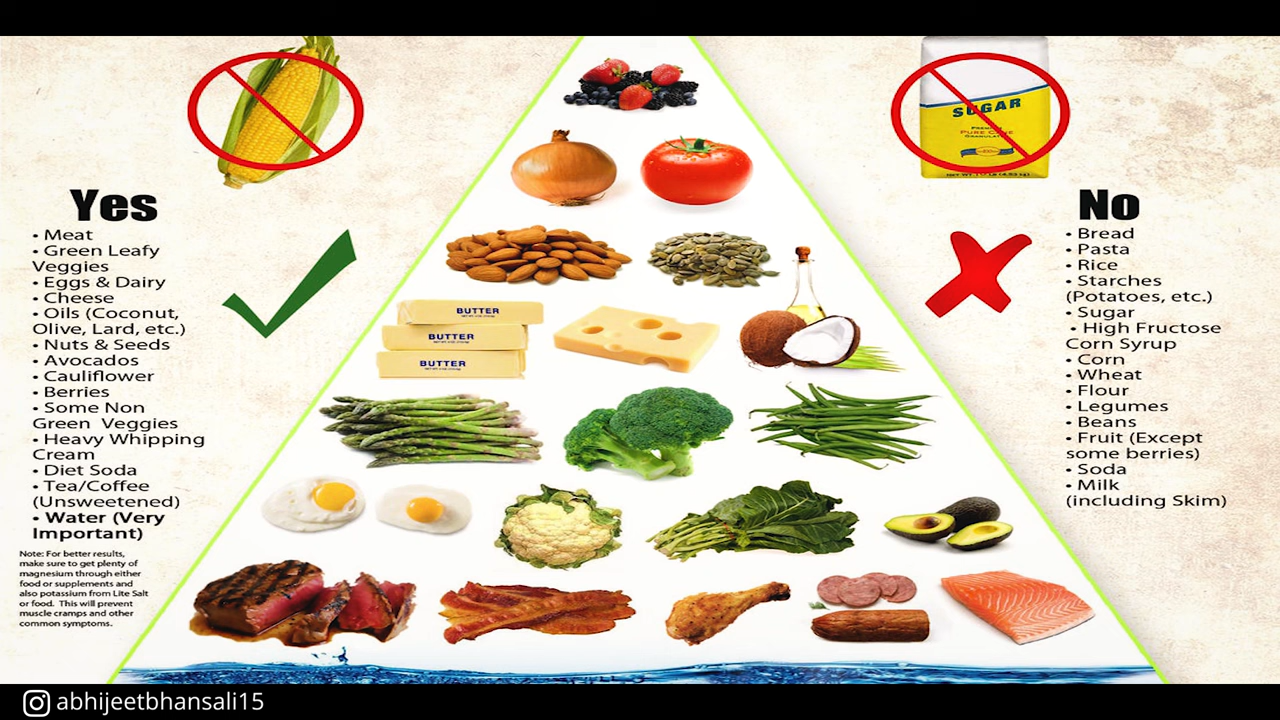 SUGAR
PURE CANE
Yes
• Meat
• Green Leafy
Veggies
• Eggs & Dairy
• Cheese
• Oils (Coconut,
Olive, Lard, etc.)
• Nuts & Seeds
• Avocados
• Cauliflower
• Berries
• Some Non
Green Veggies
• Heavy Whipping
Cream
• Diet Soda
• Tea/Coffee
(Unsweetened)
• Water (Very
Important)
Note: For better results,
make sure to get plenty of
magnesium through either
food or supplements and
also potassium from Lite Salt
or food. This will prevent
muscle cramps and other
common symptoms.
BUTTER
BUTTER
BUTTER
No
• Bread
• Pasta
• Rice
• Starches
(Potatoes, etc.)
• Sugar
• High Fructose
Corn Syrup
• Corn
• Wheat
• Flour
• Legumes
• Beans
• Fruit (Except
some berries)
• Soda
• Milk
(including Skim)
abhijeetbhansali15